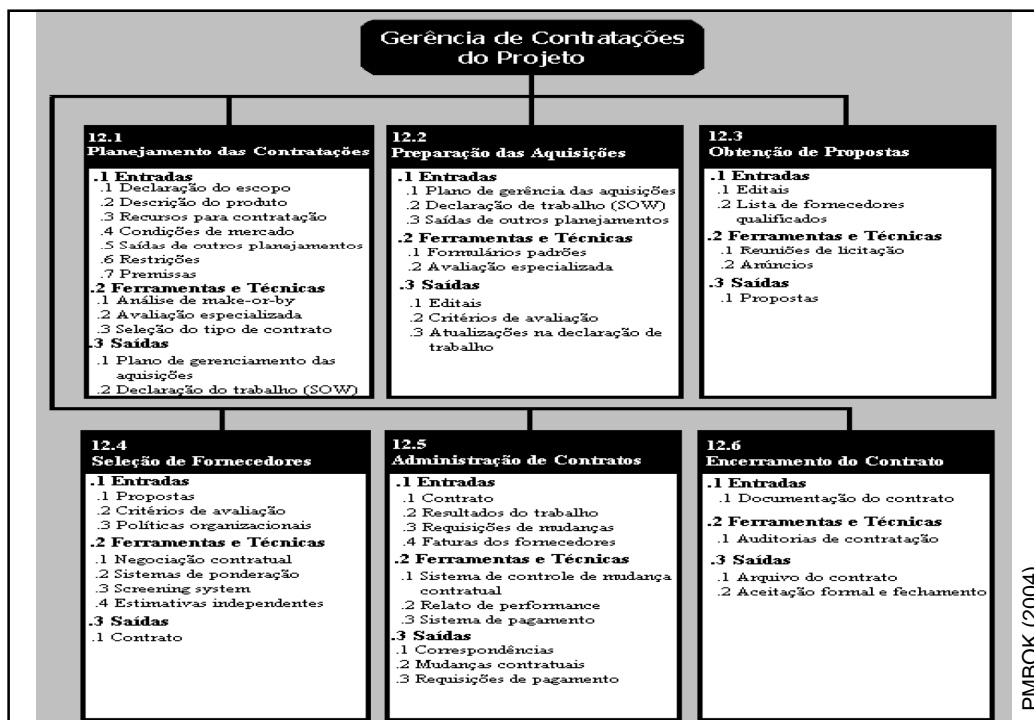 Gerência de Contratações
do Projeto
12.1
Planejamento das Contratações
.1 Entradas
.1 Declaração do escopo
.2 Descrição do produto
.3 Recursos para contratação
.4 Condições de mercado
.5 Saídas de outros planejamentos
.6 Restrições
.7 Premissas
.2 Ferramentas e Técnicas
.1 Análise de make-or-by
.2 Avaliação especializada
.3 Seleção do tipo de contrato
.3 Saídas
.1 Plano de gerenciamento das
aquisições
.2 Declaração do trabalho (SOW)
12.2
Preparação das Aquisições
.1 Entradas
.1 Plano de gerência das aquisições
.2 Declaração de trabalho (SOW)
.3 Saídas de outros planejamentos
.2 Ferramentas e Técnicas
.1 Formulários padrões
.2 Avaliação especializada
.3 Saídas
.1 Editais
.2 Critérios de avaliação
.3 Atualizações na declaração de
trabalho
12.3
Obtenção de Propostas
.1 Entradas
.1 Editais
.2 Lista de fornecedores
qualificados
.2 Ferramentas e Técnicas
.1 Reuniões de licitação
.2 Anúncios
.3 Saídas
.1 Propostas
12.4
Seleção de Fornecedores
.1 Entradas
.1 Propostas
.2 Critérios de avaliação
.3 Políticas organizacionais
.2 Ferramentas e Técnicas
.1 Negociação contratual
.2 Sistemas de ponderação
.3 Screening system
.4 Estimativas independentes
.3 Saídas
.1 Contrato
12.5
Administração de Contratos
.1 Entradas
.1 Contrato
.2 Resultados do trabalho
.3 Requisições de mudanças
.4 Faturas dos fornecedores
.2 Ferramentas e Técnicas
.1 Sistema de controle de mudança
contratual
.2 Relato de performance
.3 Sistema de pagamento
.3 Saídas
.1 Correspondências
.2 Mudanças contratuais
.3 Requisições de pagamento
12.6
Encerramento do Contrato
.1 Entradas
.1 Documentação do contrato
.2 Ferramentas e Técnicas
.1 Auditorias de contratação
.3 Saídas
.1 Arquivo do contrato
.2 Aceitação formal e fechamento
PMBOK (2004)